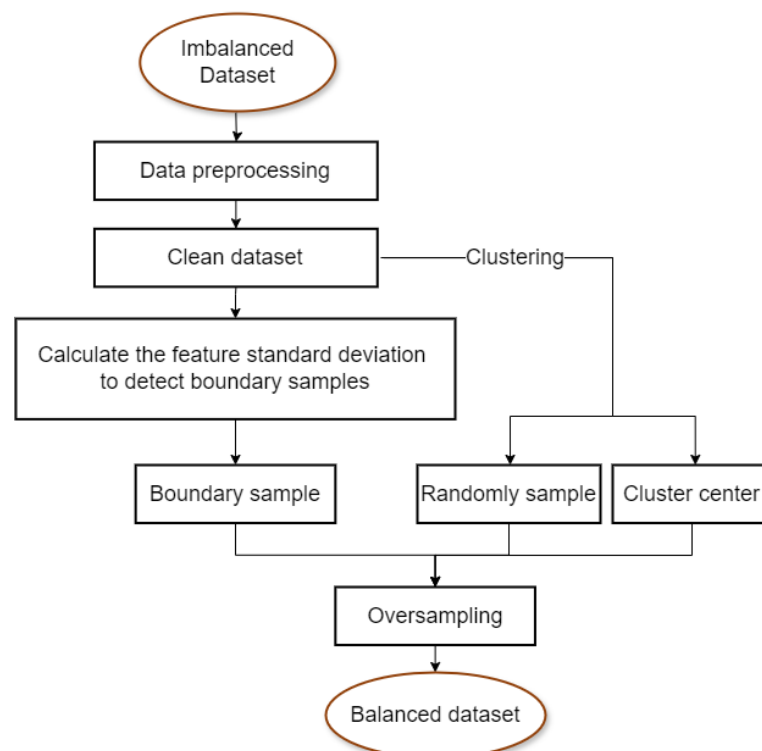 Imbalanced
Dataset
Data preprocessing
Clean dataset
Clustering
Calculate the feature standard deviation
to detect boundary samples
Boundary sample
Randomly sample
Cluster center
Oversampling
Balanced dataset